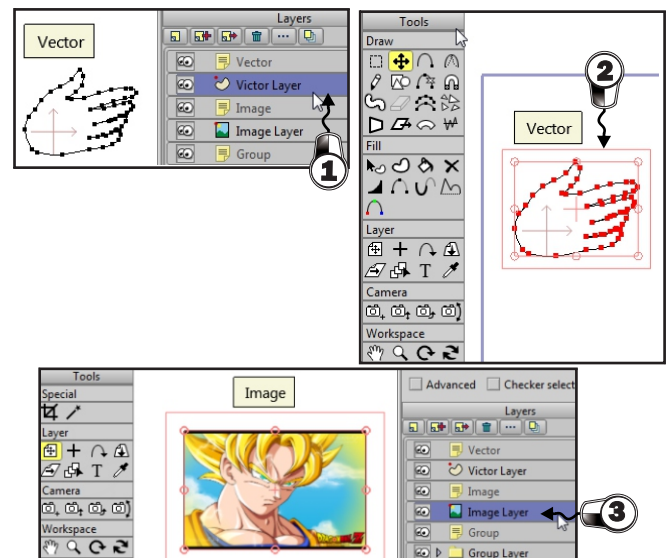 Vector
Layers
Vector
Victor Layer
Image
Image Layer
Group
1
Tools
Draw
Fill
Layer
T
Camera
Workspace
2
Vector
Tools
Special
Layer
T
Camera
Workspace
Image
Advanced Checker select
Layers
Vector
Victor Layer
Image
Image Layer
Group
Group Layer
3